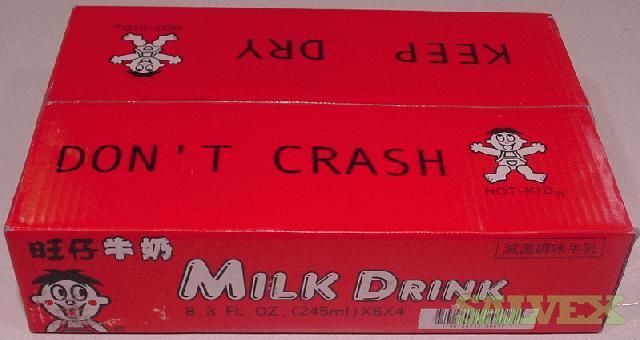 HOT-KID®
KEEP DRY
DON'T CRASH
HOT-KID®
旺仔牛奶
滅菌調味牛乳
MILK DRINK
8.3 FL.OZ.(245ml)X6X4
SALVEX